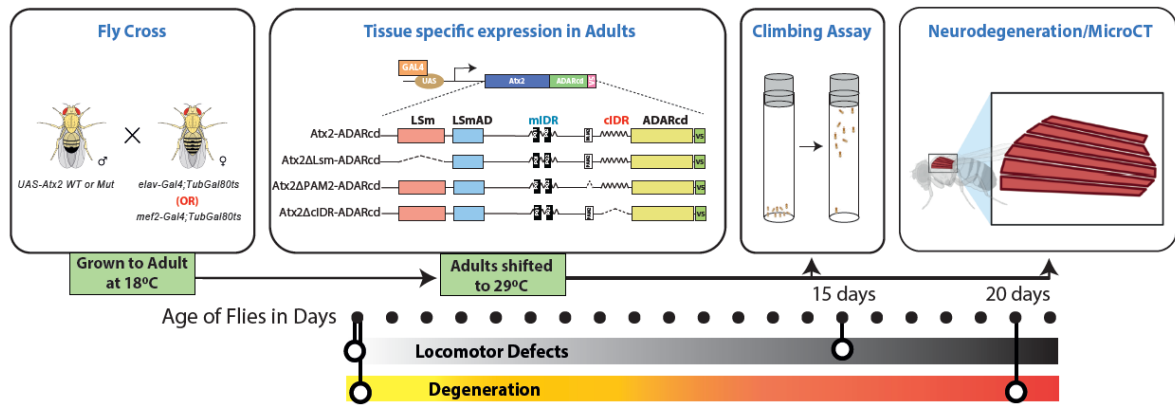 Fly Cross
♂
♀
UAS-Atx2 WT or Mut
elav-Gal4;TubGal80ts
(OR)
mef2-Gal4;TubGal80ts
Tissue specific expression in Adults
GAL4
UAS
Atx2
ADARcd
V5
LSm
LSmAD
mIDR
cIDR
ADARcd
Atx2-ADARcd
V5
Atx2ΔLsm-ADARcd
V5
Atx2ΔPAM2-ADARcd
V5
Atx2ΔcIDR-ADARcd
V5
Climbing Assay
Neurodegeneration/MicroCT
Grown to Adult
at 18ºC
Adults shifted
to 29ºC
15 days
20 days
Age of Flies in Days
Locomotor Defects
Degeneration